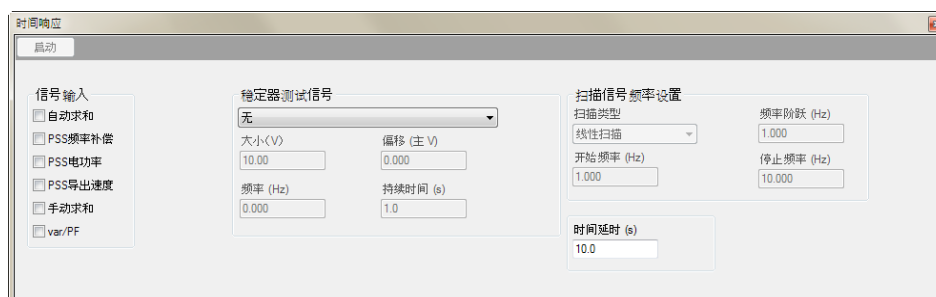 时间响应
启动
信号输入
自动求和
PSS频率补偿
PSS电功率
PSS导出速度
手动求和
var/PF
稳定器测试信号
无
大小(V)
偏移 (主 V)
10.00
0.000
频率 (Hz)
持续时间 (s)
0.000
1.0
扫描信号频率设置
扫描类型
频率阶跃 (Hz)
线性扫描
1.000
开始频率 (Hz)
停止频率 (Hz)
1.000
10.000
时间延时 (s)
10.0